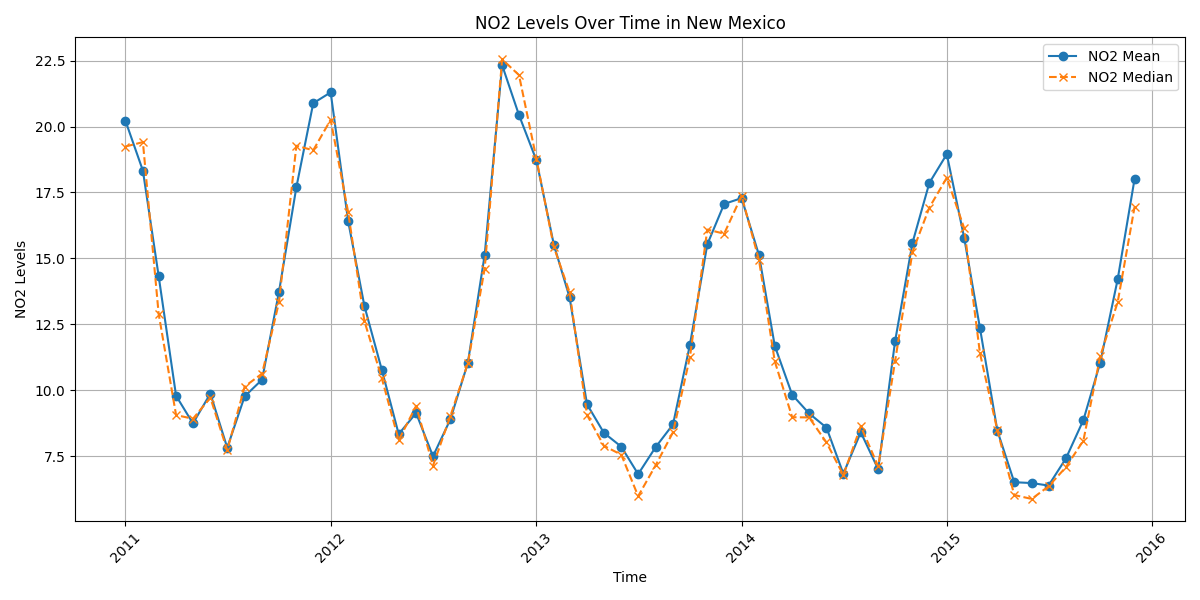 NO2 Levels Over Time in New Mexico
NO2 Mean
NO2 Median
NO2 Levels
22.5
20.0
17.5
15.0
12.5
10.0
7.5
2011
2012
2013
2014
2015
2016
Time